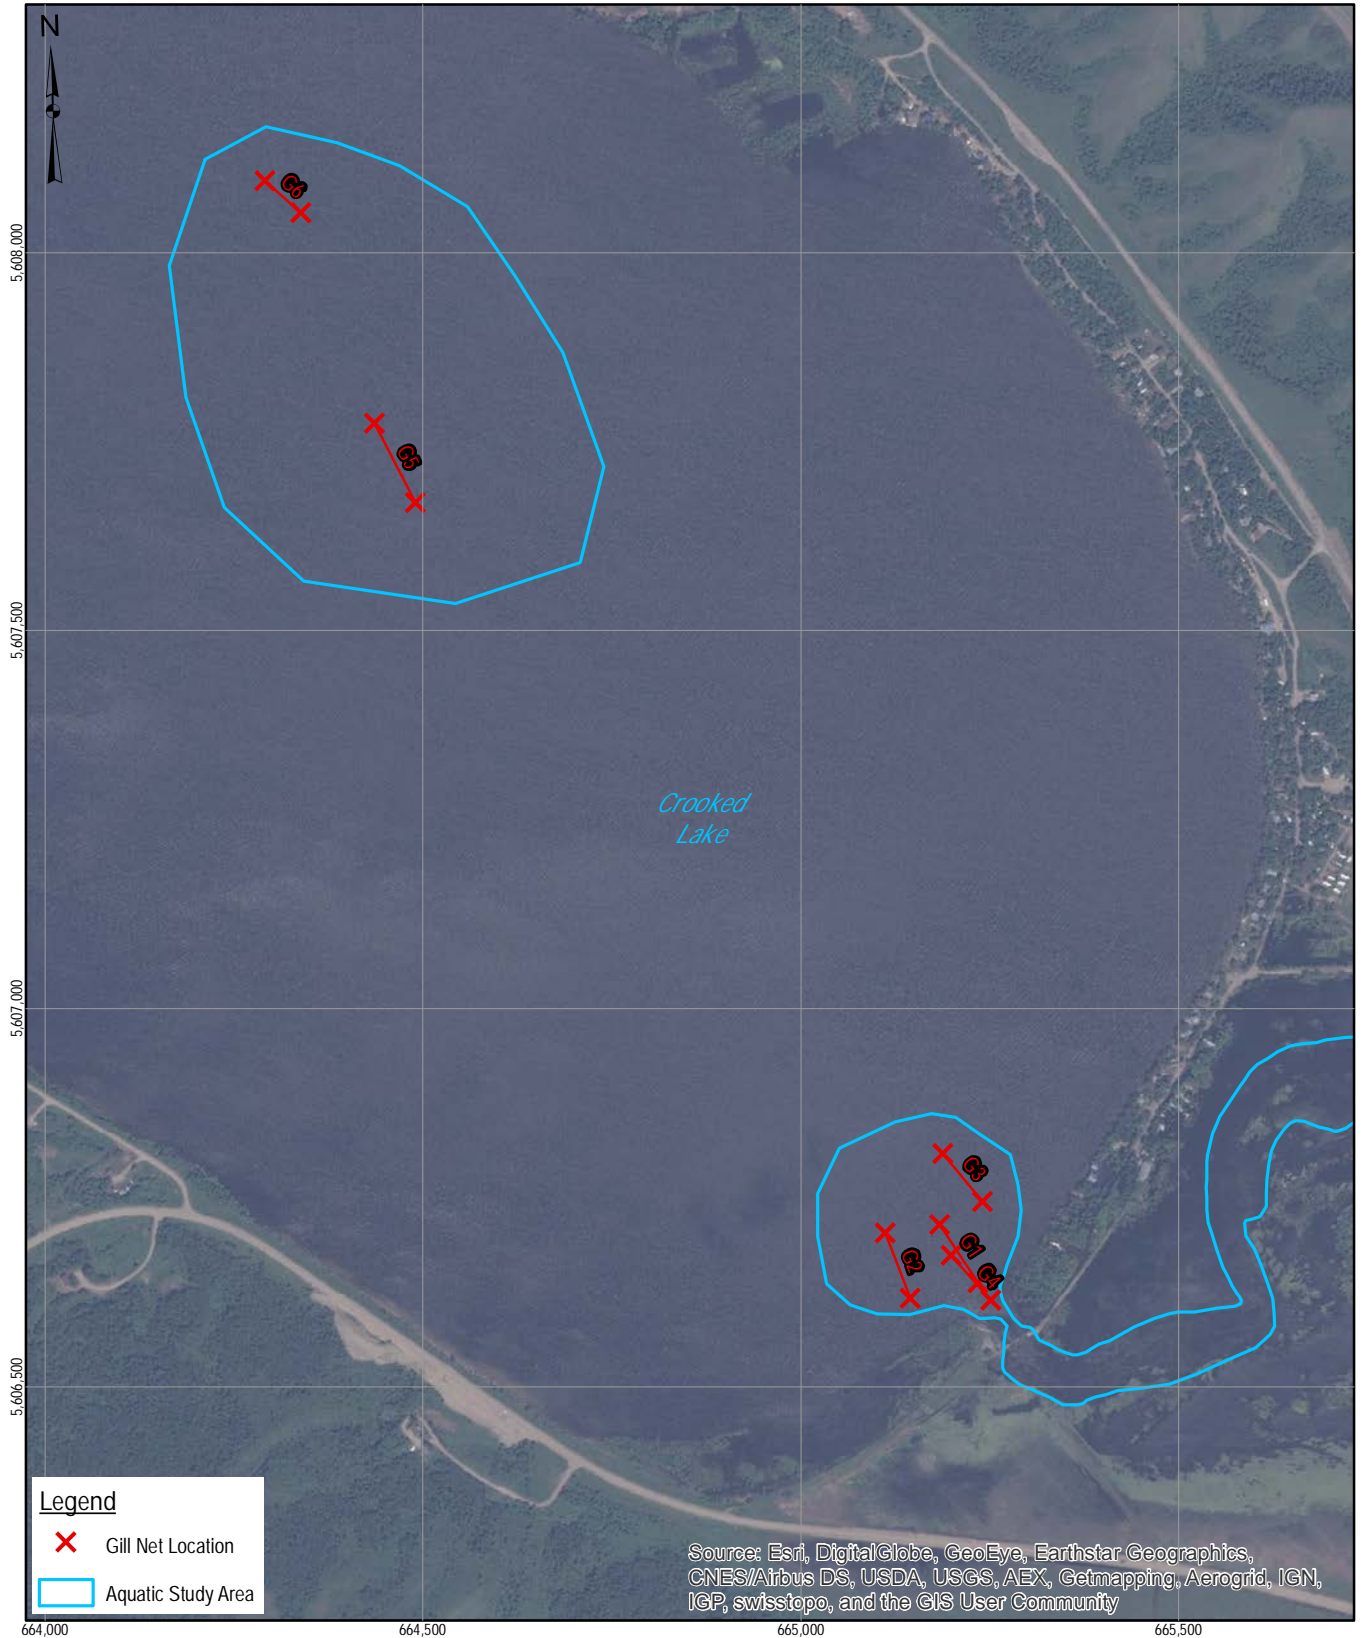 N
G6
5,608,000
G5
5,607,500
Crooked
Lake
5,607,000
G3
G1
G2
G4
5,606,500
Legend
Gill Net Location
Aquatic Study Area
Source: Esri, DigitalGlobe, GeoEye, Earthstar Geographics,
CNES/Airbus DS, USDA, USGS, AEX, Getmapping, Aerogrid, IGN,
IGP, swisstopo, and the GIS User Community
664,000
664,500
665,000
665,500